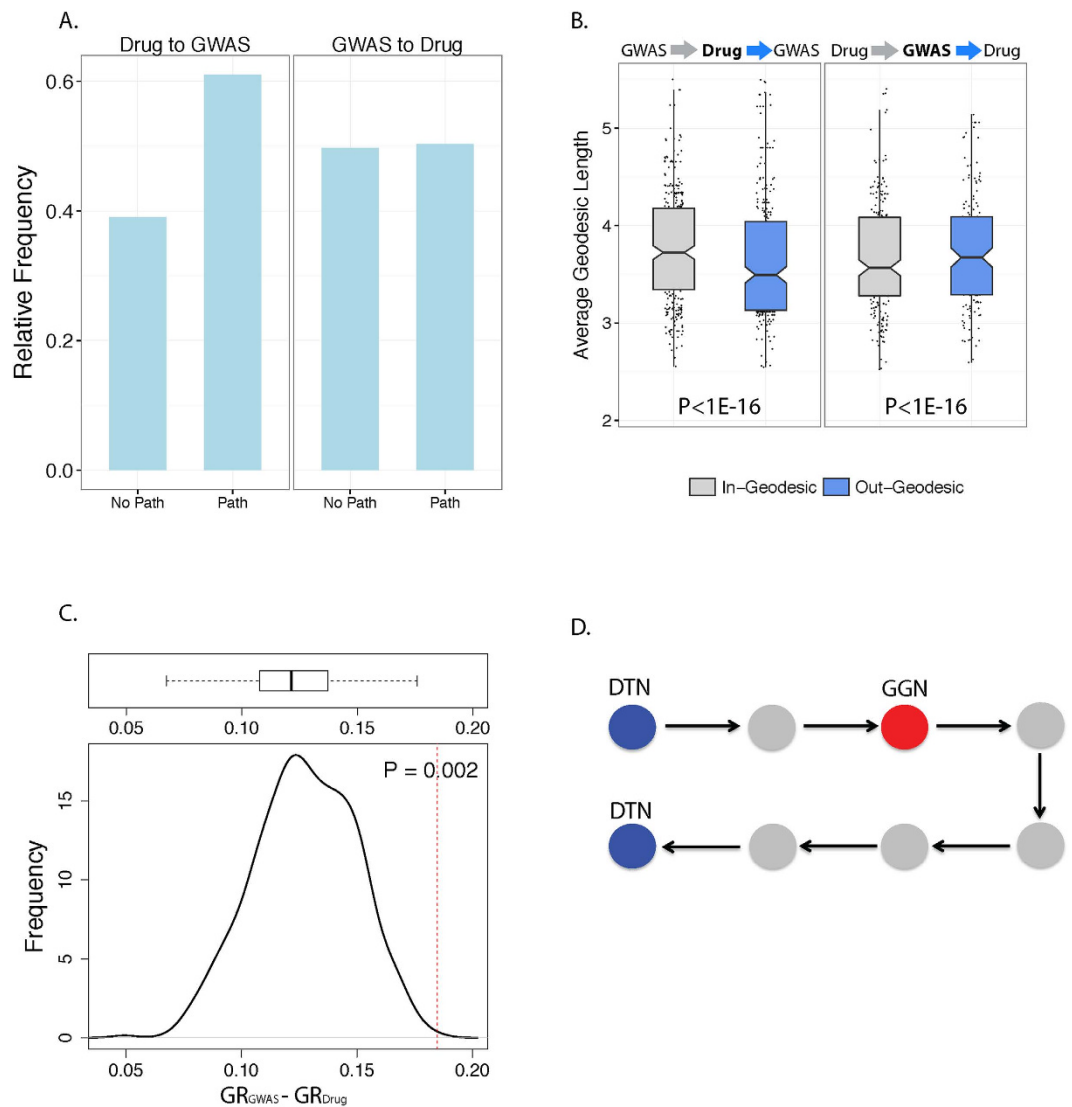 A.
Drug to GWAS
GWAS to Drug
Relative Frequency
0.6
0.4
0.2
0.0
No Path
Path
No Path
Path
B.
GWAS Drug GWAS
Drug GWAS Drug
Average Geodesic Length
5
4
3
2
P<1E-16
P<1E-16
In-Geodesic
Out-Geodesic
C.
0.05 0.10 0.15 0.20
P = 0.002
Frequency
15
10
5
0
0.05 0.10 0.15 0.20
GRGWAS - GRDrug
D.
DTN
GGN
DTN